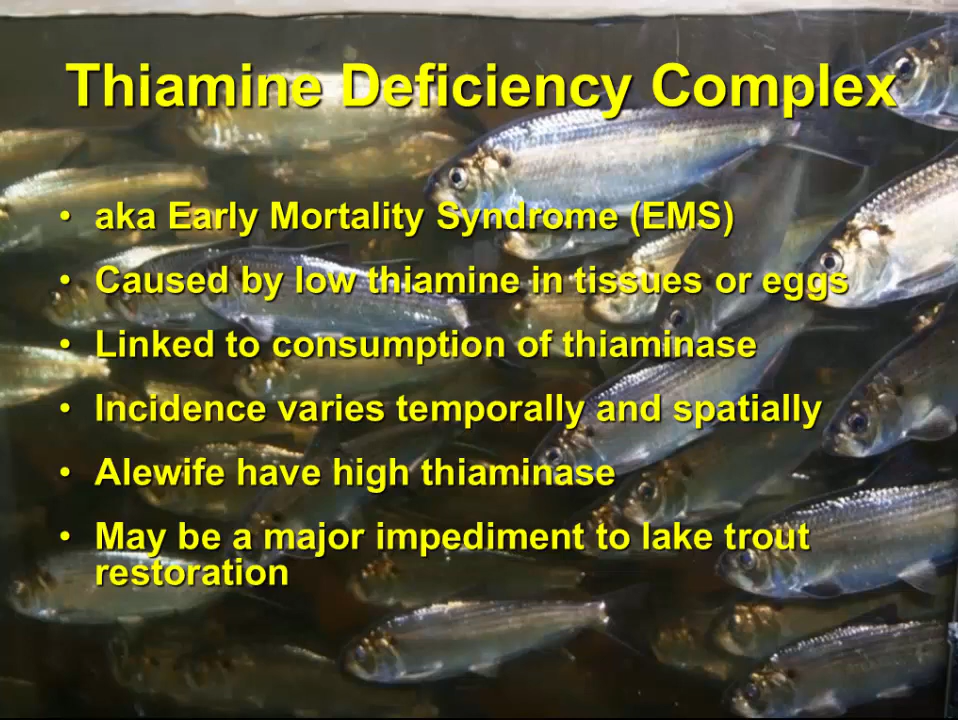 Thiamine Deficiency Complex
• aka Early Mortality Syndrome (EMS)
• Caused by low thiamine in tissues or eggs
• Linked to consumption of thiaminase
• Incidence varies temporally and spatially
• Alewife have high thiaminase
• May be a major impediment to lake trout
restoration